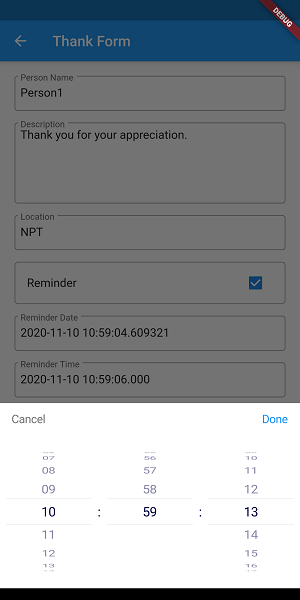 DEBUG
Thank Form
Person Name
Person1
Description
Thank you for your appreciation.
Location
NPT
Reminder
Reminder Date
2020-11-10 10:59:04.609321
Reminder Time
2020-11-10 10:59:06.000
Cancel Done
07 56 10
08 57 11
09 58 12
10 : 59 : 13
11 14
12 15
13 16